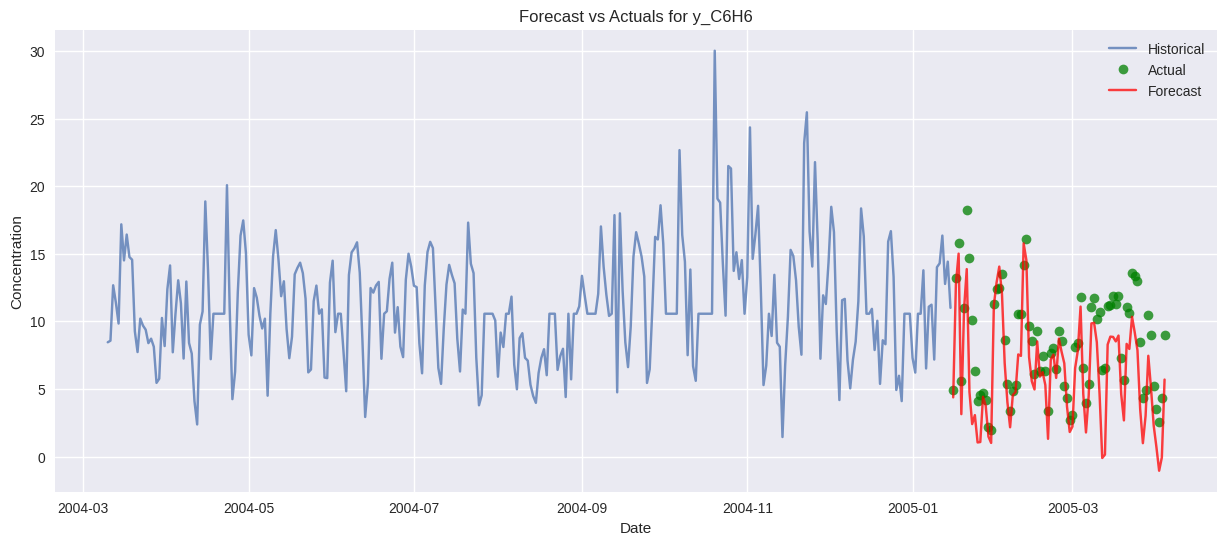 Forecast vs Actuals for y_C6H6
Historical
Actual
Forecast
Concentration
30
25
20
15
10
5
0
2004-03
2004-05
2004-07
2004-09
2004-11
2005-01
2005-03
Date